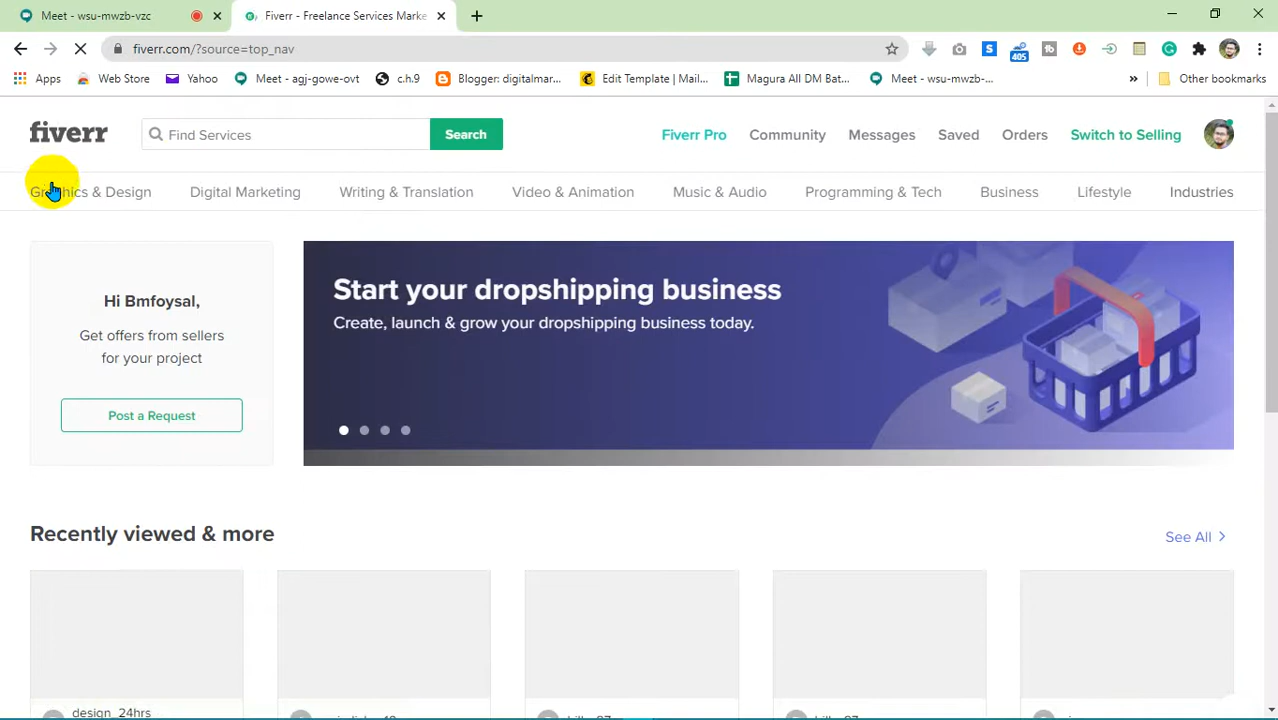 Meet - wsu-mwzb-vzc
Fiverr - Freelance Services Marke
fiverr.com/?source=top_nav
405
Apps
Web Store
Yahoo
Meet - agj-gowe-ovt
c.h.9
Blogger: digitalmar...
Edit Template | Mail...
Magura All DM Bat...
Meet - wsu-mwzb-...
Other bookmarks
fiverr
Find Services
Search
Fiverr Pro
Community
Messages
Saved
Orders
Switch to Selling
Graphics & Design
Digital Marketing
Writing & Translation
Video & Animation
Music & Audio
Programming & Tech
Business
Lifestyle
Industries
Hi Bmfoysal,
Get offers from sellers
for your project
Post a Request
Start your dropshipping business
Create, launch & grow your dropshipping business today.
Recently viewed & more
See All
design_24hrs